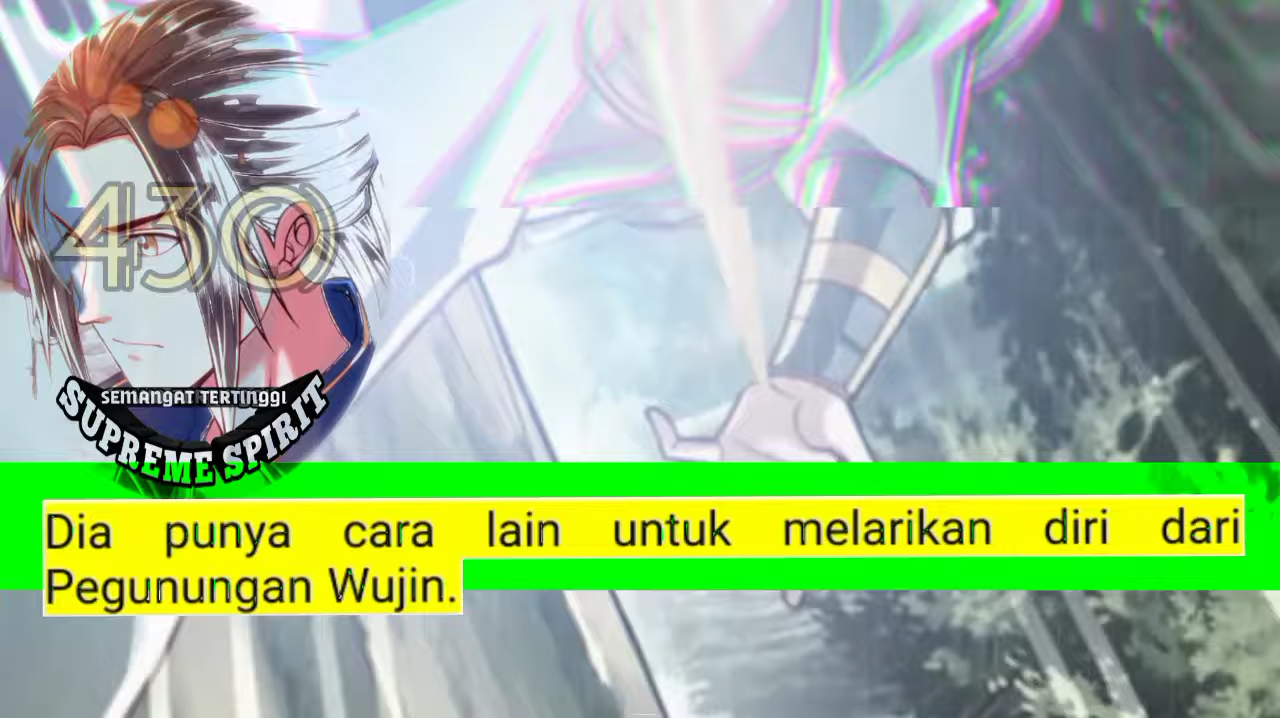 430
SEMANGAT TERTINGGI
SUPREME SPIRIT
Dia punya cara lain untuk melarikan diri dari
Pegunungan Wujin.